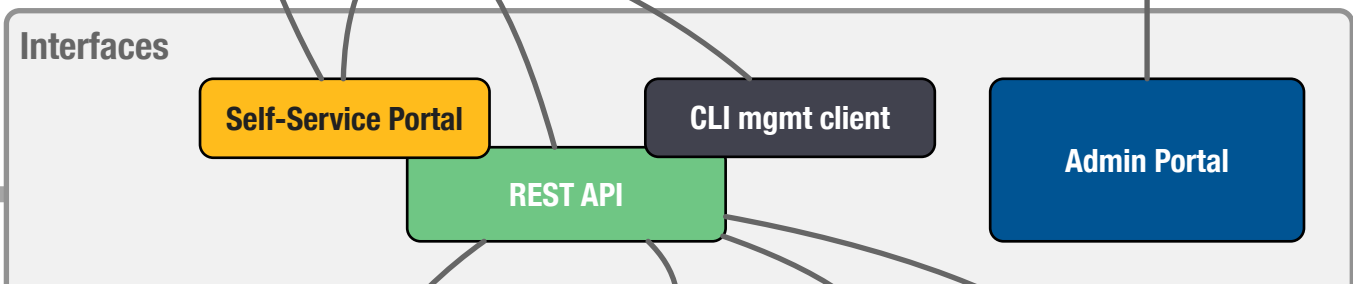 Interfaces
Self-Service Portal
CLI mgmt client
Admin Portal
REST API